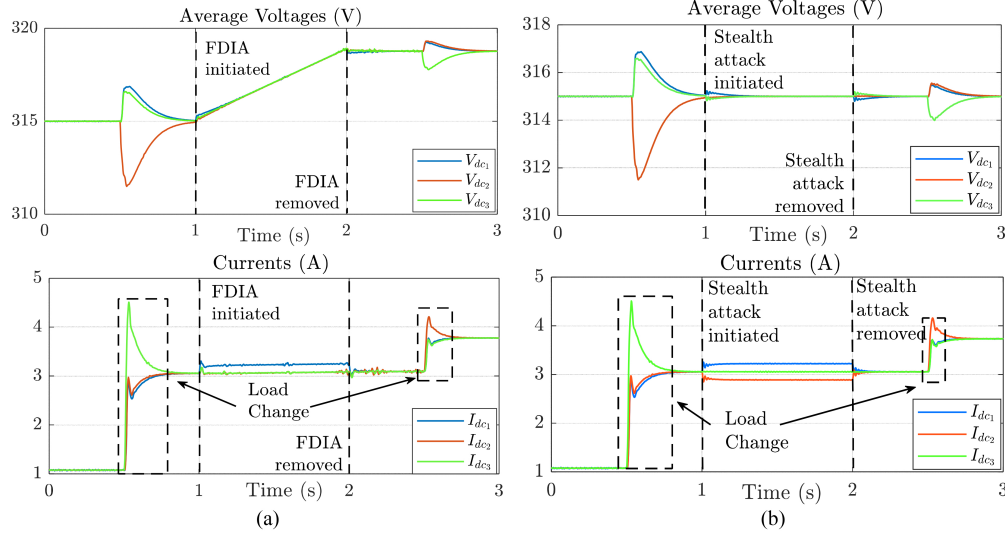 Average Voltages (V)
320
315
310
FDIA
initiated
FDIA
removed
V_{dc_1}
V_{dc_2}
V_{dc_3}
0
1
2
3
Time (s)
Currents (A)
5
4
3
2
1
FDIA
initiated
Load
Change
FDIA
removed
I_{dc_1}
I_{dc_2}
I_{dc_3}
0
1
2
3
Time (s)
(a)
Average Voltages (V)
318
316
314
312
310
Stealth
attack
initiated
Stealth
attack
removed
V_{dc_1}
V_{dc_2}
V_{dc_3}
0
1
2
3
Time (s)
Currents (A)
5
4
3
2
1
Stealth
attack
initiated
Stealth
attack
removed
Load
Change
I_{dc_1}
I_{dc_2}
I_{dc_3}
0
1
2
3
Time (s)
(b)